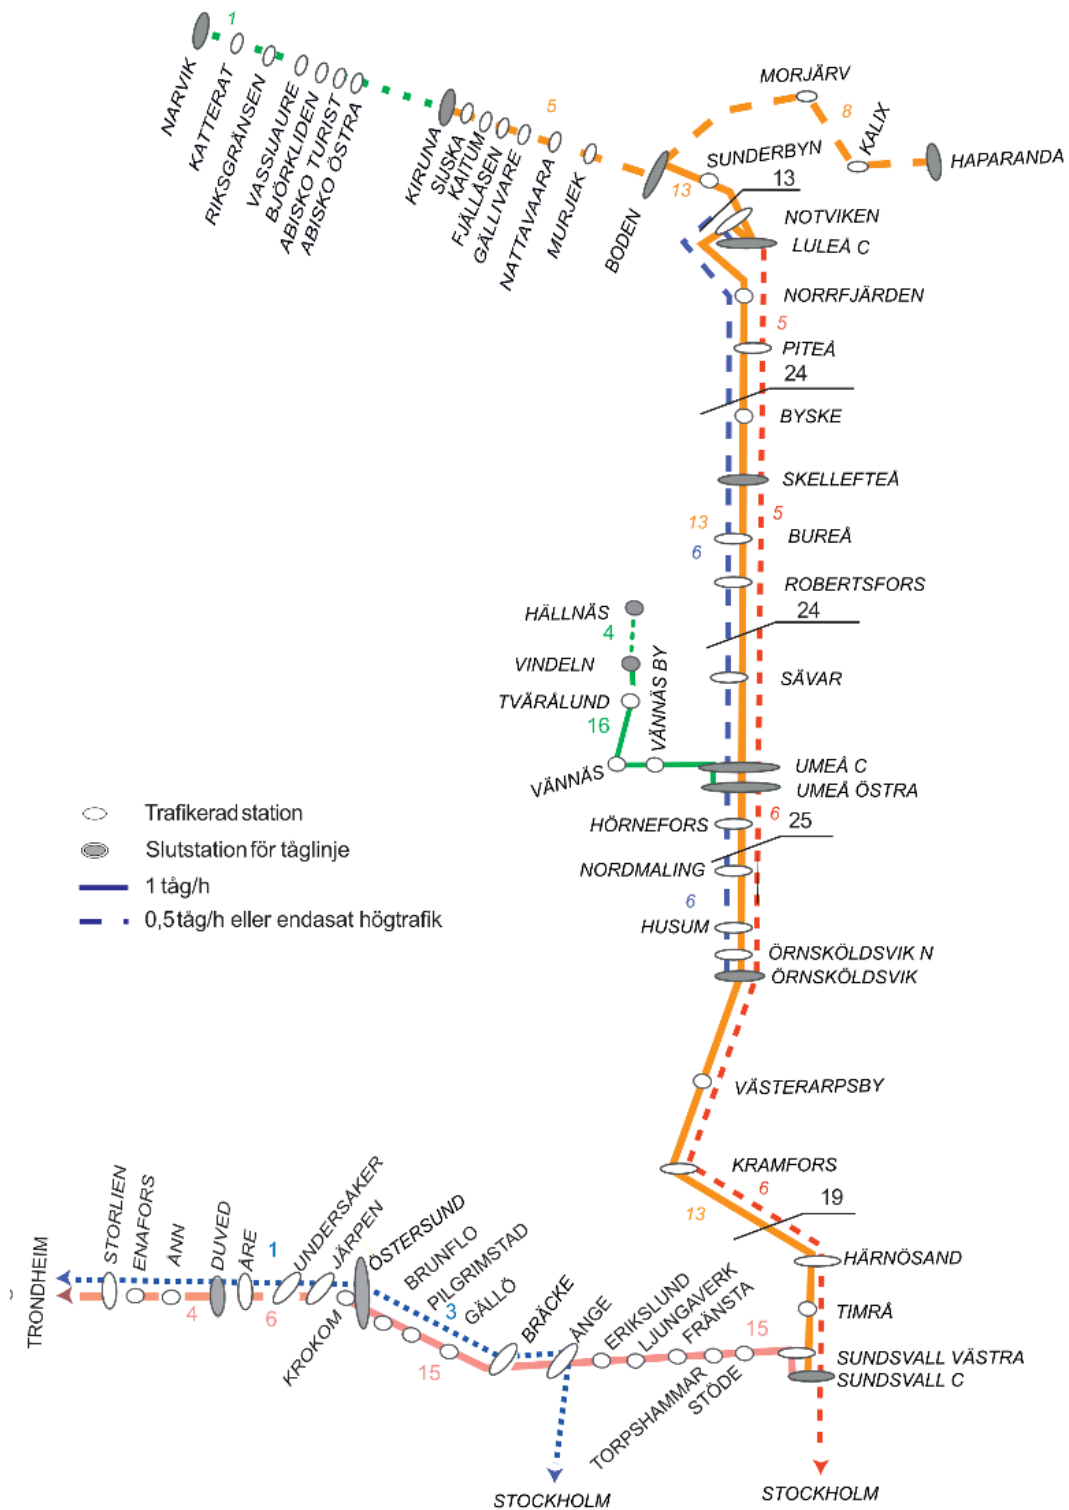 1
NARVIK
KATTERAT
RIKSGRÄNSEN
VASSIJAURE
BJÖRKLIDEN
ABISKO TURIST
ABISKO ÖSTRA
5
KIRUNA
SJISKA
KAITUM
FJÄLLÅSEN
GÄLLIVARE
NATTAVAARA
MURJEK
BODEN
MORJÄRV
8
KALIX
HAPARANDA
SUNDERBYN
13
13
NOTVIKEN
LULEÅ C
NORRFJÄRDEN
5
PITEÅ
24
BYSKE
SKELLEFTEÅ
13
5
6
BUREÅ
ROBERTSFORS
24
HÄLLNÄS
4
VINDELN
TVÄRÅLUND
16
VÄNNÄS BY
VÄNNÄS
SÄVAR
UMEÅ C
UMEÅ ÖSTRA
6
HÖRNEFORS
25
NORDMALING
6
HUSUM
ÖRNSKÖLDSVIK N
ÖRNSKÖLDSVIK
Trafikerad station
Slutstation för tåglinje
1 tåg/h
0,5 tåg/h eller endasat högtrafik
VÄSTERARPSBY
KRAMFORS
6
13
19
HÄRNÖSAND
TIMRÅ
SUNDSVALL VÄSTRA
SUNDSVALL C
STOCKHOLM
TRONDHEIM
STORLIEN
ENAFORS
ÅNN
DUVED
ÅRE
1
UNDERSÅKER
JÄRPEN
ÖSTERSUND
4
6
KROKOM
BRUNFLO
PILGRIMSTAD
3
GÄLLÖ
15
BRÄCKE
ÅNGE
ERIKSLUND
LJUNGAVERK
FRÄNSTA
15
TORPSHAMMAR
STÖDE
STOCKHOLM